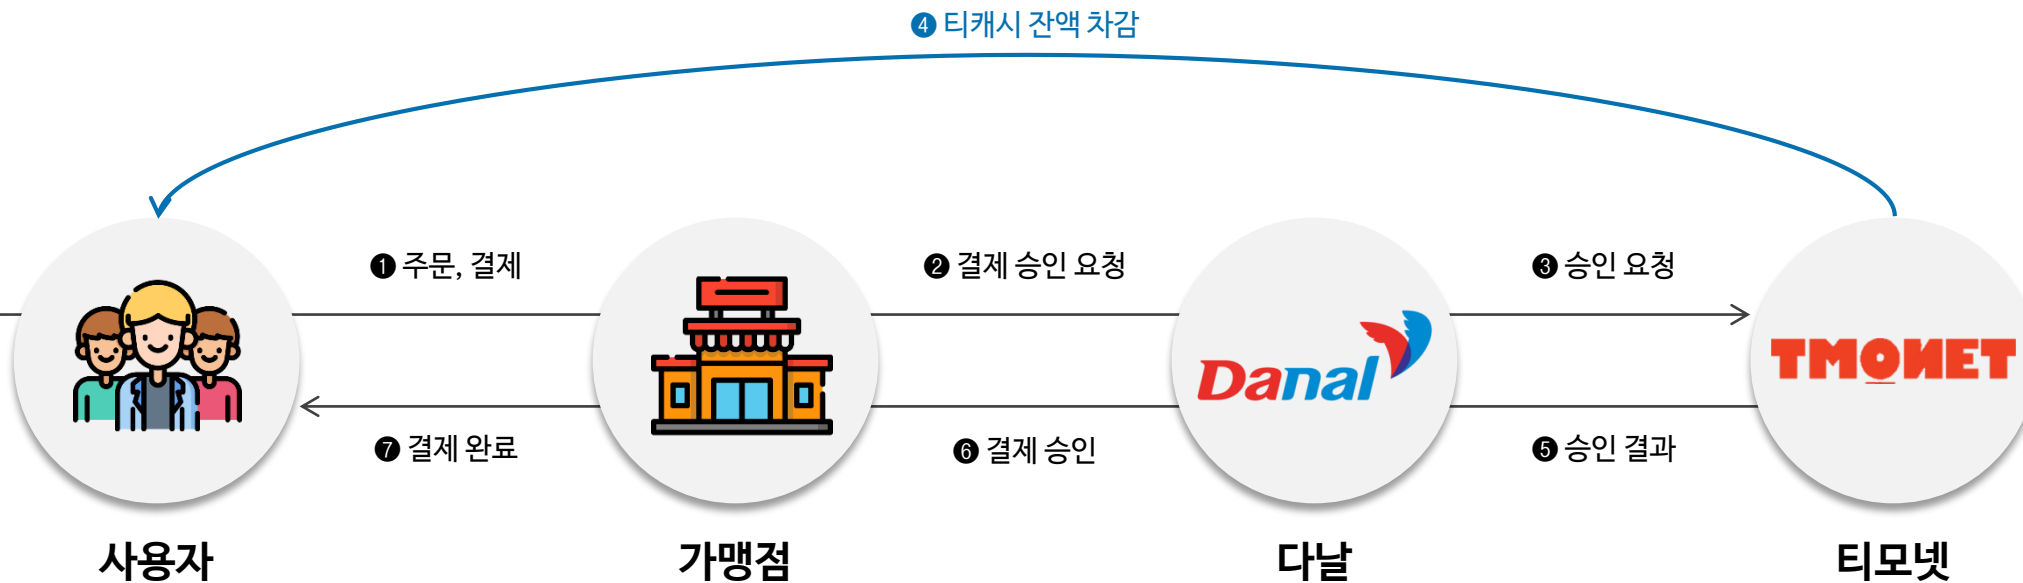 ❹ 티캐시 잔액 차감
❶ 주문, 결제
❷ 결제 승인 요청
❸ 승인 요청
Danal
TMONET
❼ 결제 완료
❻ 결제 승인
❺ 승인 결과
사용자
가맹점
다날
티모넷